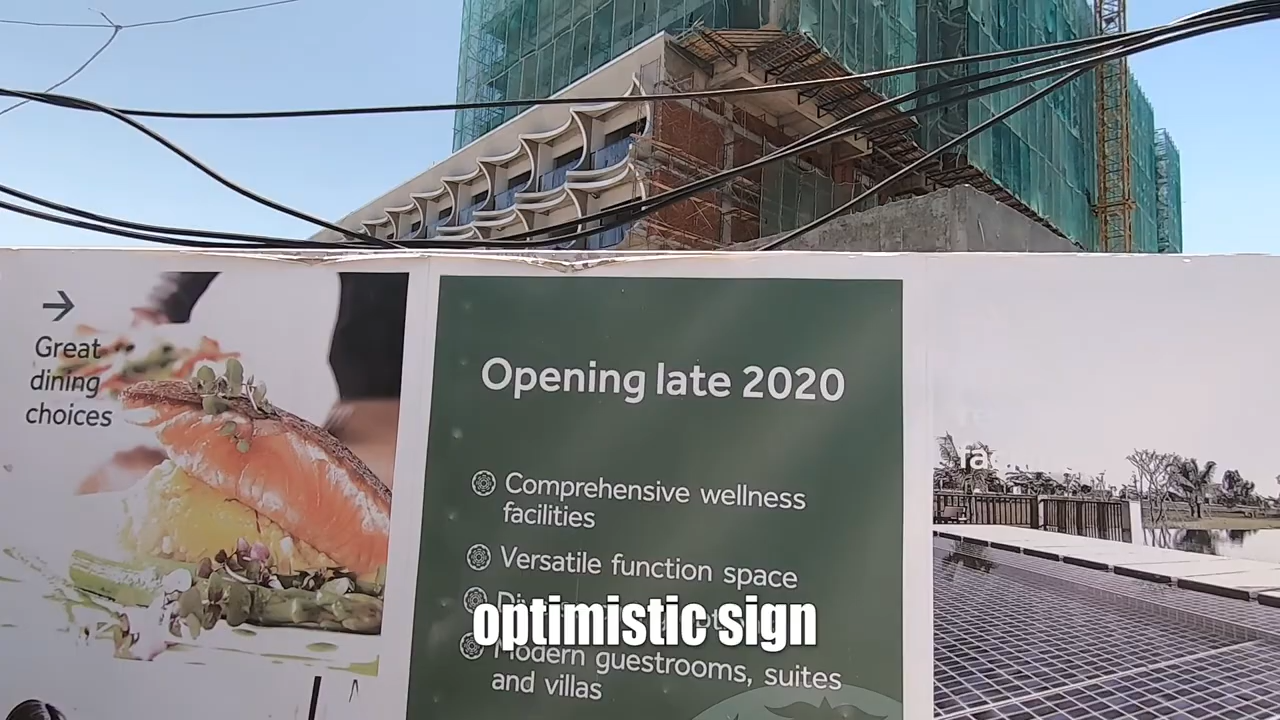 Great
dining
choices
Opening late 2020
Comprehensive wellness
facilities
Versatile function space
optimistic sign
Modern guestrooms, suites
and villas